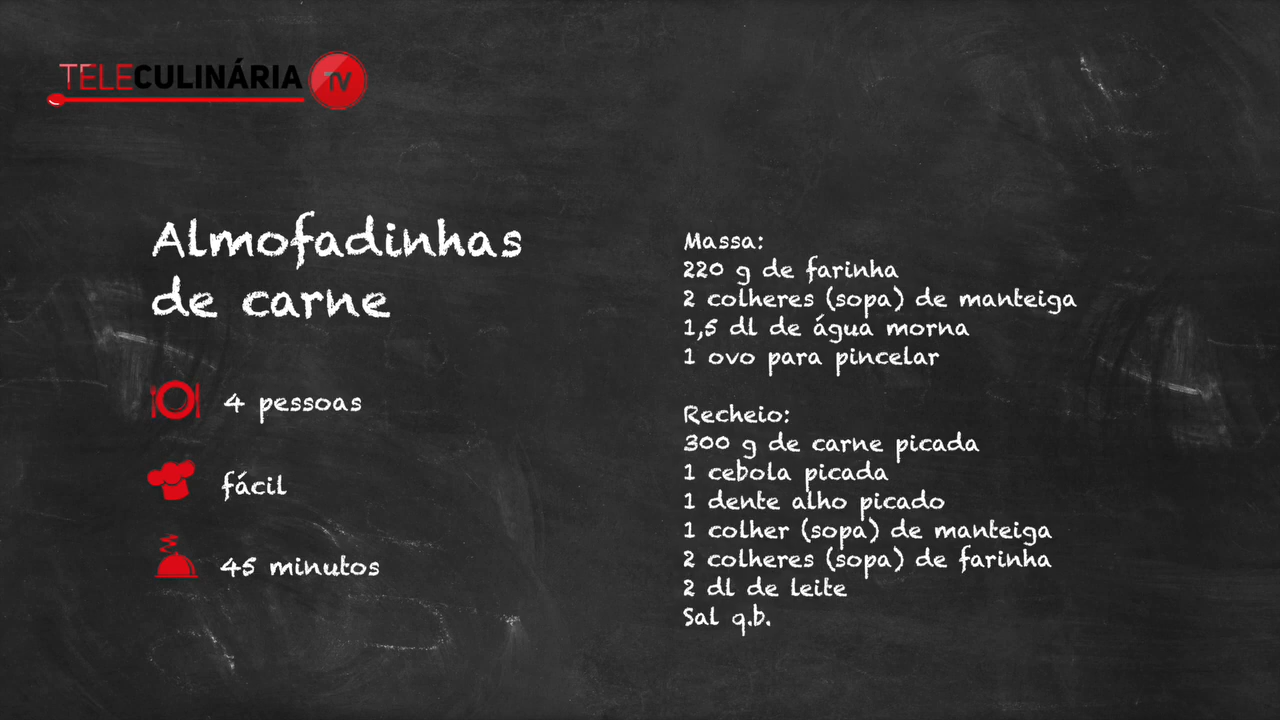 TELECULINÁRIA TV
Almofadinhas
de carne
4 pessoas
fácil
45 minutos
Massa:
220 g de farinha
2 colheres (sopa) de manteiga
1,5 dl de água morna
1 ovo para pincelar
Recheio:
300 g de carne picada
1 cebola picada
1 dente alho picado
1 colher (sopa) de manteiga
2 colheres (sopa) de farinha
2 dl de leite
Sal q.b.